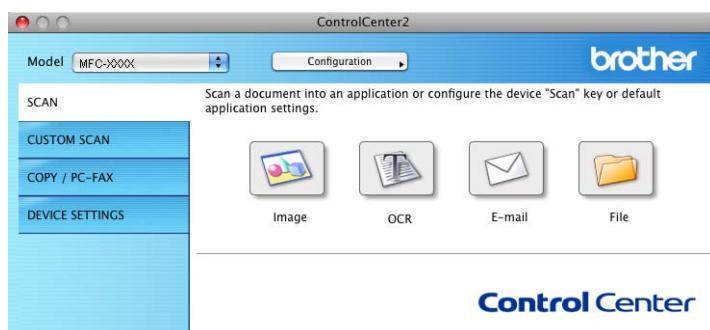 ControlCenter2
Model MFC-XXXX Configuration brother
SCAN
CUSTOM SCAN
COPY / PC-FAX
DEVICE SETTINGS
Scan a document into an application or configure the device "Scan" key or default
application settings.
Image OCR E-mail File
Control Center